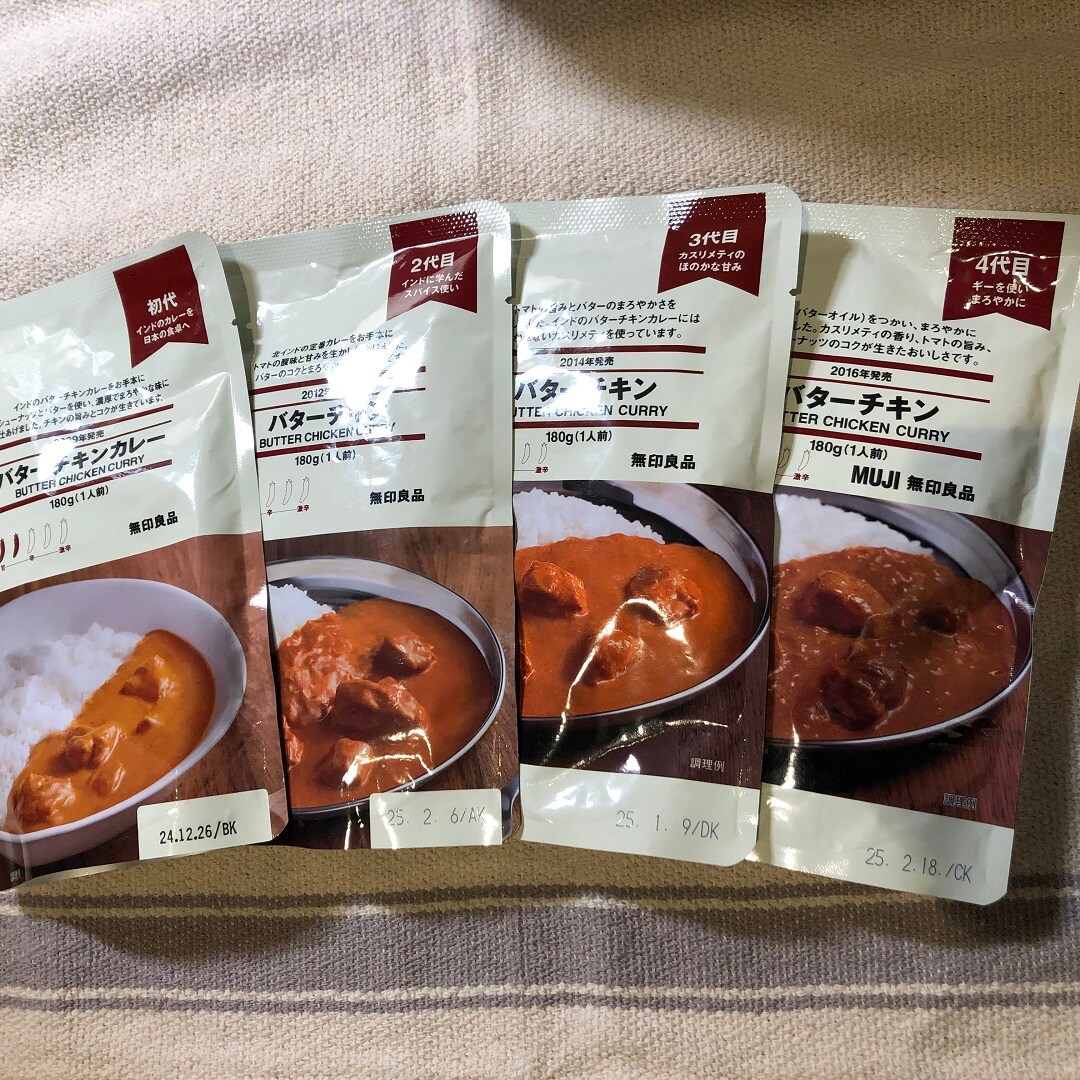 初代
インドのカレーを
日本の食卓へ
インドのバターチキンカレーをお手本に
シューナッツとバターを使い、濃厚でまろやかな味に
仕あげました。チキンの旨みとコクが生きています。
年発売
バターチキンカレー
BUTTER CHICKEN CURRY
180g(1人前)
辛 激辛
無印良品
調
24.12.26/BK
2代目
インドに学んだ
スパイス使い
北インドの定番カレーをお手本に
トマトの酸味と甘みを生かし
バターのコクと
2012年
バターチキン
BUTTER CHICKEN CURRY
180g(1人前)
辛 激辛
無印良品
25. 2. 6/AK
3代目
カスリメティの
ほのかな甘み
トマトの旨みとバターのまろやかさを
た。インドのバターチキンカレーには
ないカスリメティを使っています。
2014年発売
バターチキン
BUTTER CHICKEN CURRY
180g(1人前)
激辛
無印良品
調理例
25. 1. 9/DK
4代目
ギーを使い
まろやかに
バターオイル)をつかい、まろやかに
した。カスリメティの香り、トマトの旨み、
ーナッツのコクが生きたおいしさです。
2016年発売
バターチキン
TTER CHICKEN CURRY
180g(1人前)
激辛
MUJI 無印良品
調理例
25. 2.18./CK